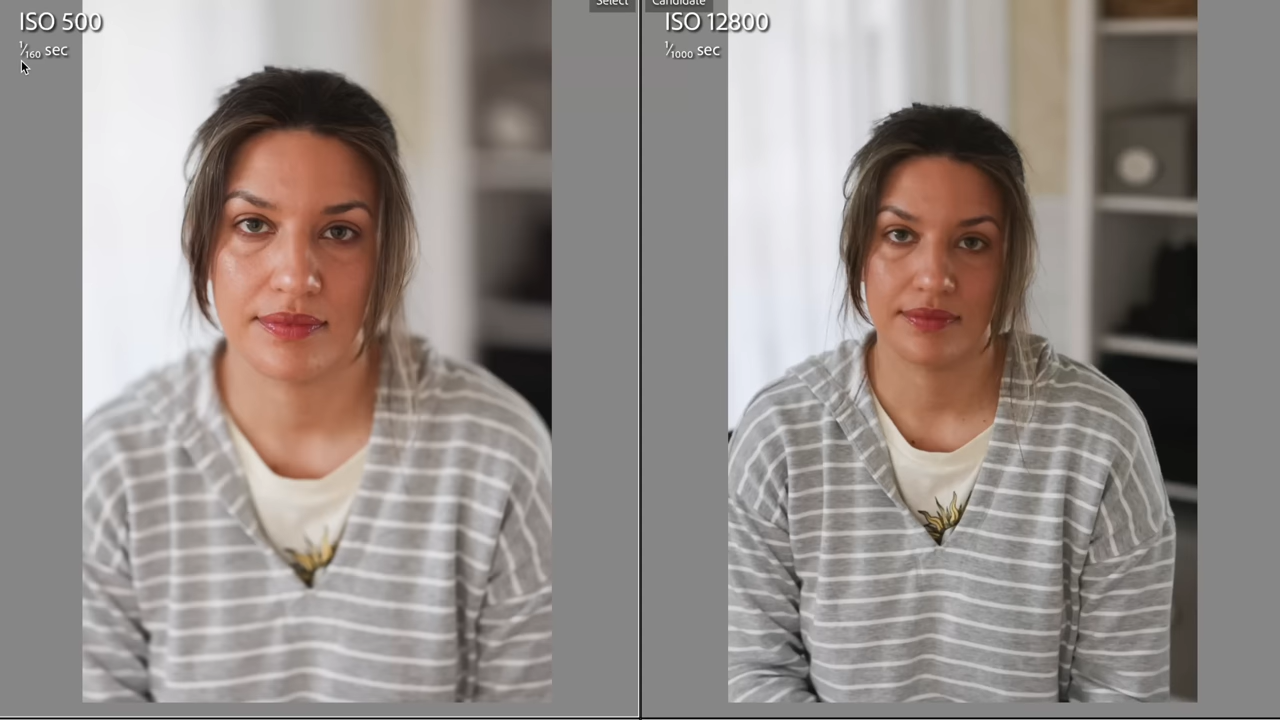 Select
Candidate
ISO 500
1/160 sec
ISO 12800
1/1000 sec